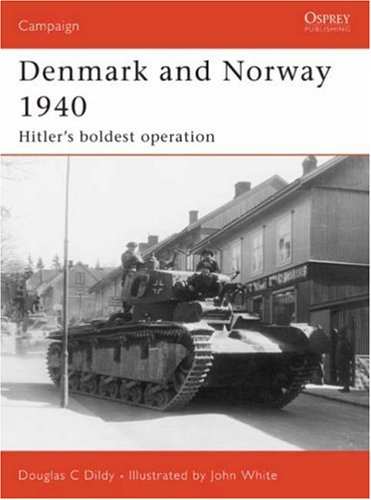 Campaign
OSPREY
PUBLISHING
Denmark and Norway
1940
Hitler's boldest operation
Douglas C Dildy · Illustrated by John White